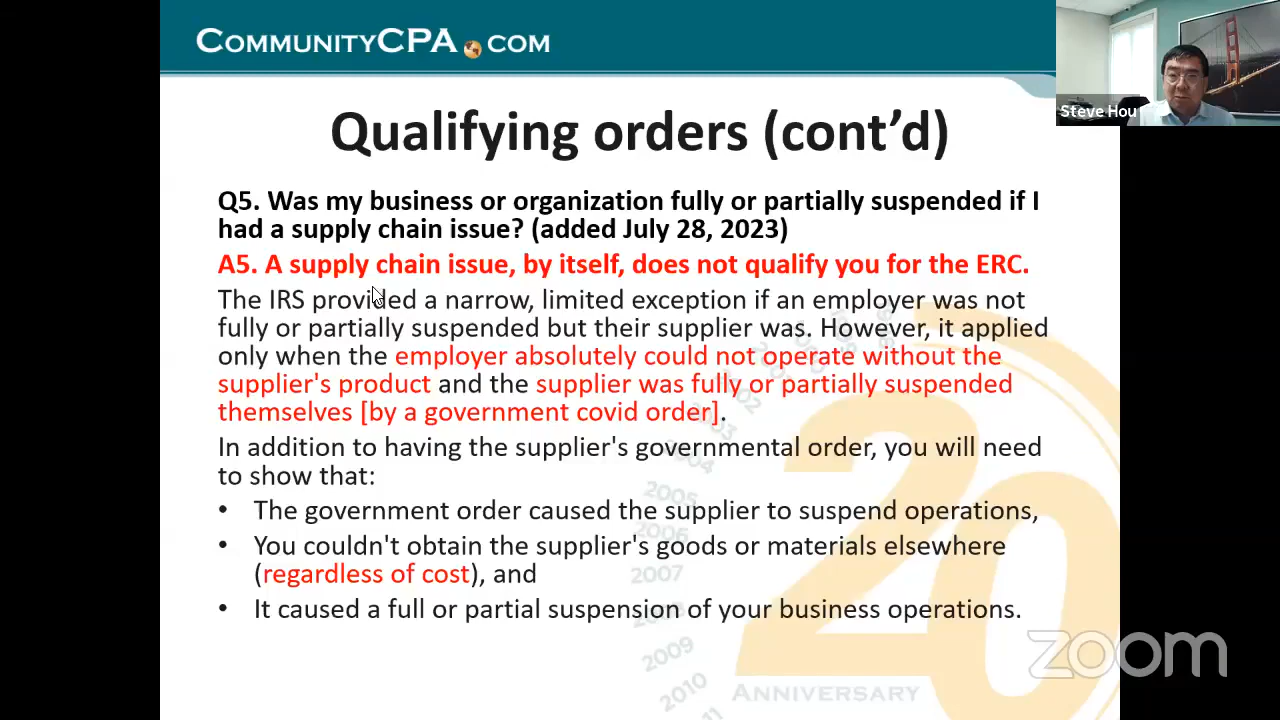 COMMUNITYCPA.COM
Steve Hou
Qualifying orders (cont’d)
Q5. Was my business or organization fully or partially suspended if I
had a supply chain issue? (added July 28, 2023)
A5. A supply chain issue, by itself, does not qualify you for the ERC.
The IRS provided a narrow, limited exception if an employer was not
fully or partially suspended but their supplier was. However, it applied
only when the employer absolutely could not operate without the
supplier's product and the supplier was fully or partially suspended
themselves [by a government covid order].
In addition to having the supplier's governmental order, you will need
to show that:
• The government order caused the supplier to suspend operations,
• You couldn't obtain the supplier's goods or materials elsewhere
(regardless of cost), and
• It caused a full or partial suspension of your business operations.
2002
2003
2004
2005
2006
2007
2008
2009
2010
20
ANNIVERSARY
zoom